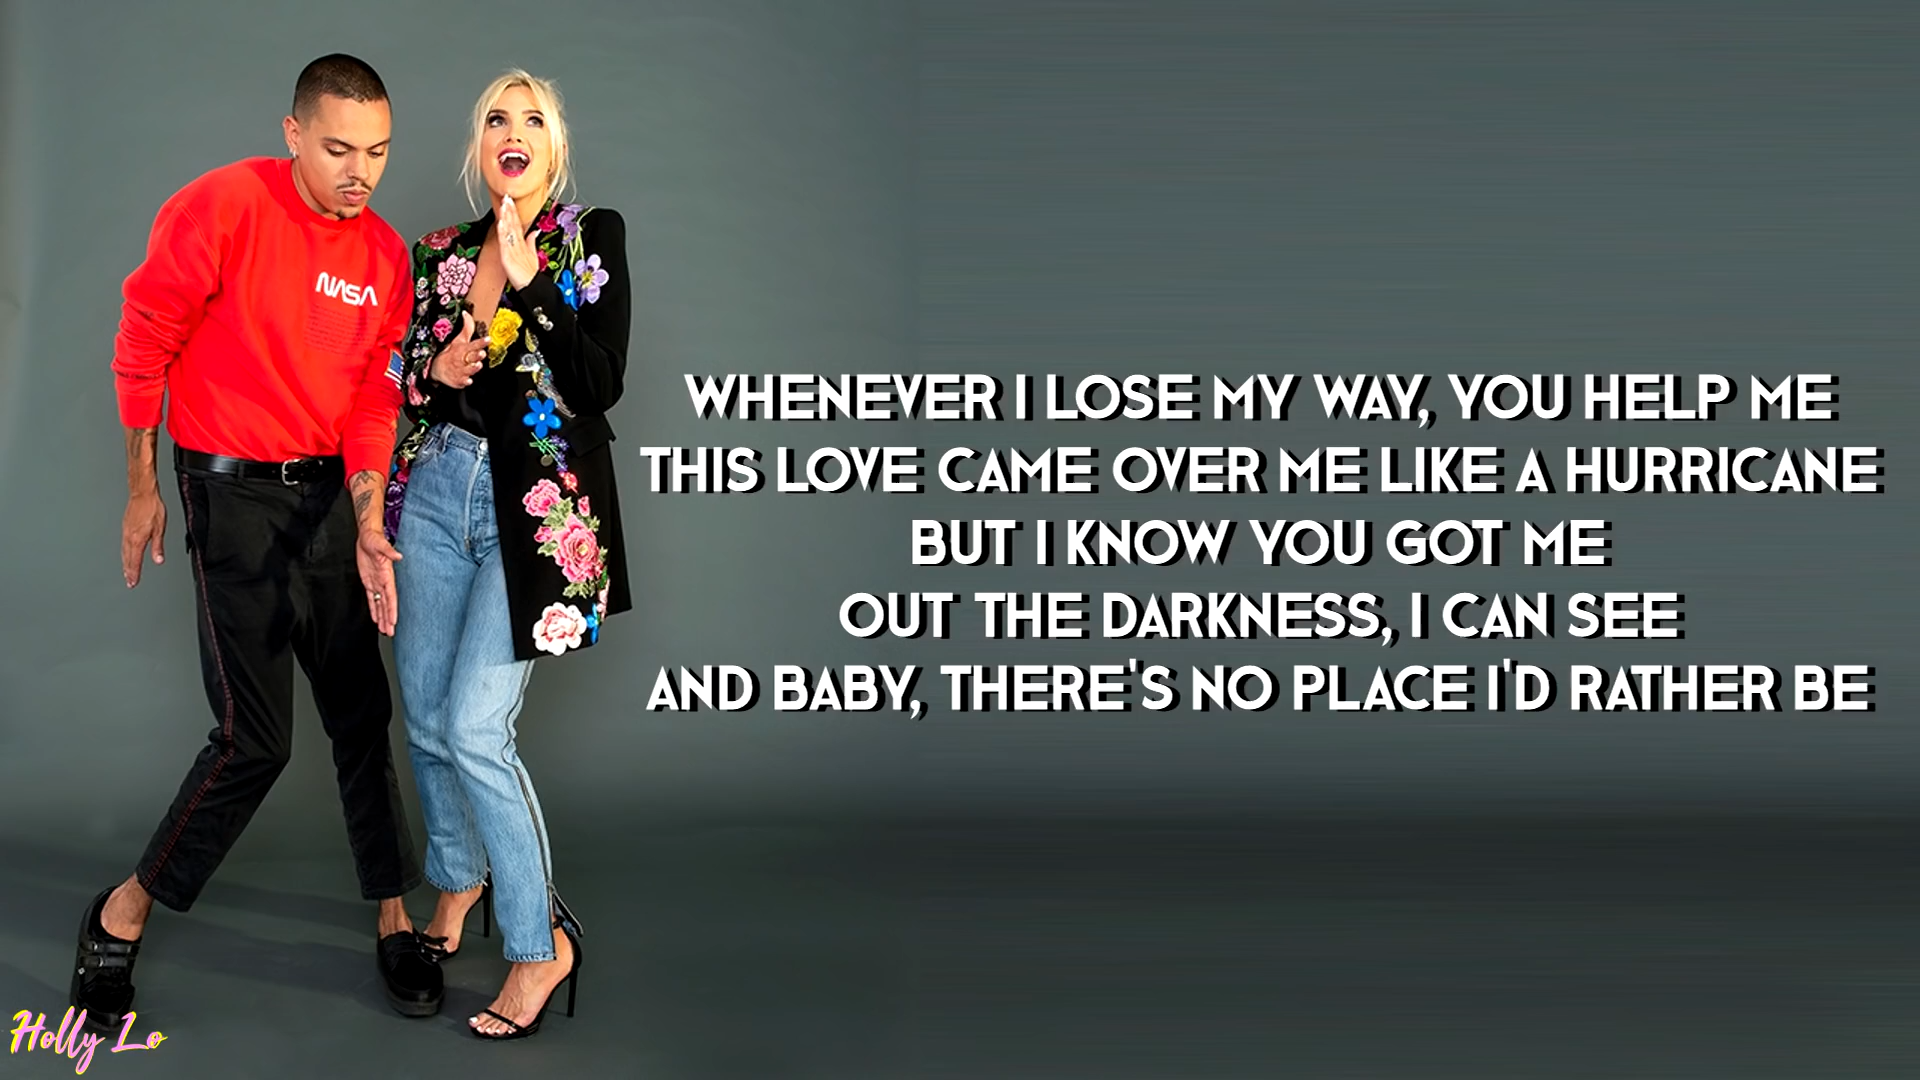 NASA
WHENEVER I LOSE MY WAY, YOU HELP ME
THIS LOVE CAME OVER ME LIKE A HURRICANE
BUT I KNOW YOU GOT ME
OUT THE DARKNESS, I CAN SEE
AND BABY, THERE'S NO PLACE I'D RATHER BE
Holly Lo